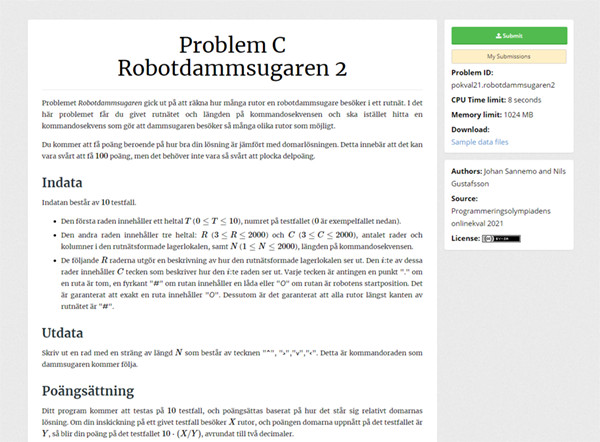 Problem C
Robotdammsugaren 2
Problemet Robotdammsugaren gick ut på att räkna hur många rutor en robotdammsugare besöker i ett rutnät. I det
här problemet får du givet rutnätet och längden på kommandosekvensen och ska istället hitta en
kommandosekvens som gör att dammsugaren besöker så många olika rutor som möjligt.
Du kommer att få poäng beroende på hur bra din lösning är jämfört med domarlösningen. Detta innebär att det kan
vara svårt att få 100 poäng, men det behöver inte vara så svårt att plocka delpoäng.
Indata
Indatan består av 10 testfall.
• Den första raden innehåller ett heltal T (0 ≤ T ≤ 10), numret på testfallet (0 är exempelfallet nedan).
• Den andra raden innehåller tre heltal: R (3 ≤ R ≤ 2000) och C (3 ≤ C ≤ 2000), antalet rader och
kolumner i den rutnätsformade lagerlokalen, samt N (1 ≤ N ≤ 2000), längden på kommandosekvensen.
• De följande R raderna utgör en beskrivning av hur den rutnätsformade lagerlokalen ser ut. Den i:te av dessa
rader innehåller C tecken som beskriver hur den i:te raden ser ut. Varje tecken är antingen en punkt "." om
en ruta är tom, en fyrkant "#" om rutan innehåller en låda eller "O" om rutan är robotens startposition. Det
är garanterat att exakt en ruta innehåller "O". Dessutom är det garanterat att alla rutor längst kanten av
rutnätet är "#".
Utdata
Skriv ut en rad med en sträng av längd N som består av tecknen "^", ">","v","<". Detta är kommandoraden som
dammsugaren kommer följa.
Poängsättning
Ditt program kommer att testas på 10 testfall, och poängsättas baserat på hur det står sig relativt domarnas
lösning. Om din inskickning på ett givet testfall besöker X rutor, och poängen domarna uppnått på det testfallet är
Y, så blir din poäng på det testfallet 10 · (X/Y), avrundat till två decimaler.
Submit
My Submissions
Problem ID:
pokval21.robotdammsugaren2
CPU Time limit: 8 seconds
Memory limit: 1024 MB
Download:
Sample data files
Authors: Johan Sannemo and Nils
Gustafsson
Source:
Programmeringsolympiadens
onlinekval 2021
License: